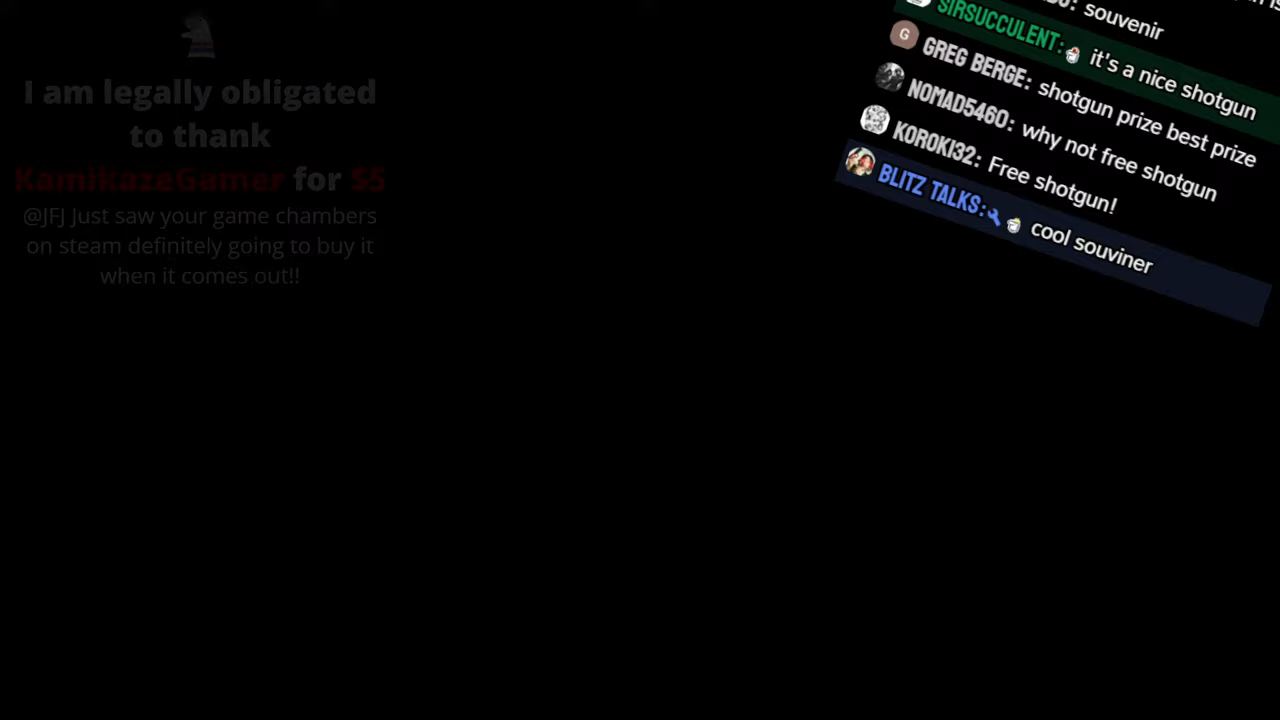 I am legally obligated
to thank
KamikazeGamer for $5
@JFJ Just saw your game chambers
on steam definitely going to buy it
when it comes out!!
souvenir
SIRSUCCULENT: it's a nice shotgun
G
GREG BERGE: shotgun prize best prize
NOMAD5460: why not free shotgun
KOROKI32: Free shotgun!
BLITZ TALKS: cool souviner